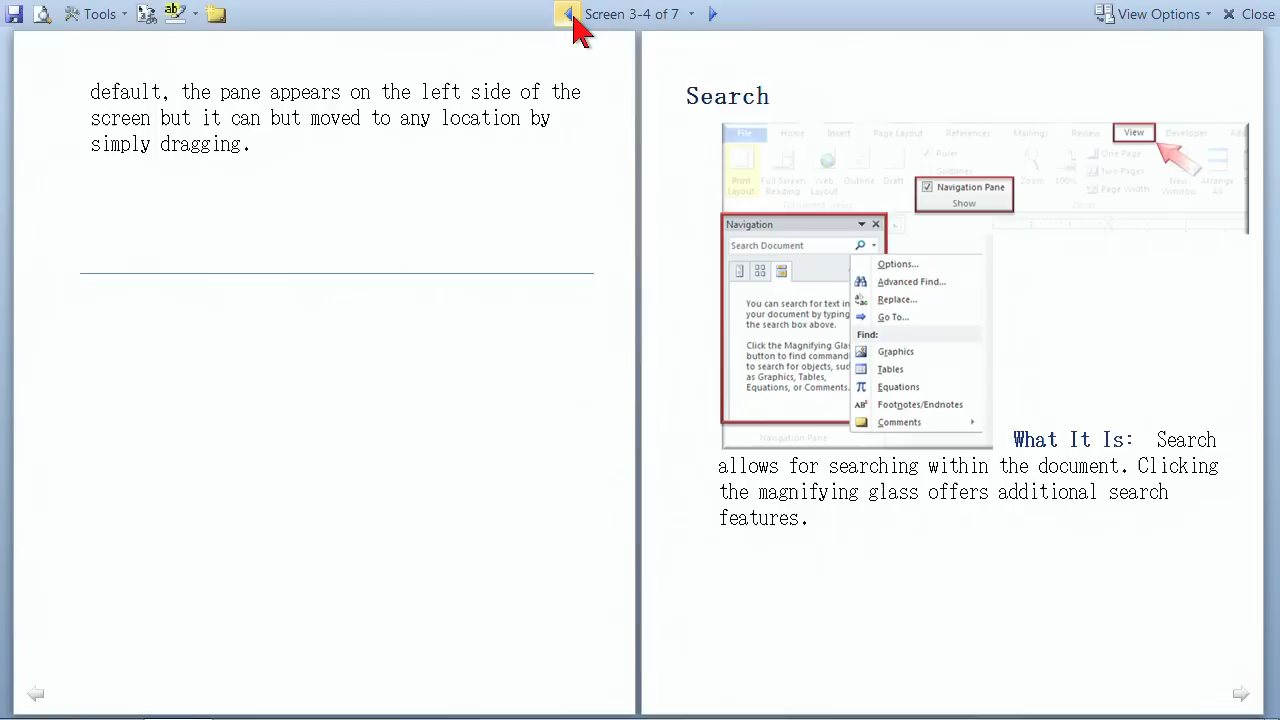 Tools
Screen 3-4 of 7
View Options
Close
default, the pane appears on the left side of the
screen but it can but moved to any location by
simply dragging.
Search
File Home Insert Page Layout References Mailings Review View Developer
Print Layout
Full Screen Reading
Web Layout
Outline
Draft
Document Views
Ruler
Gridlines
Navigation Pane
Show
Zoom
100%
One Page
Two Pages
Page Width
Zoom
New Window
Arrange All
Navigation
Search Document
You can search for text in
your document by typing
the search box above.
Click the Magnifying Glas
button to find command
to search for objects, suc
as Graphics, Tables,
Equations, or Comments.
Options...
Advanced Find...
Replace...
Go To...
Find:
Graphics
Tables
Equations
Footnotes/Endnotes
Comments
Navigation Pane
What It Is: Search
allows for searching within the document. Clicking
the magnifying glass offers additional search
features.